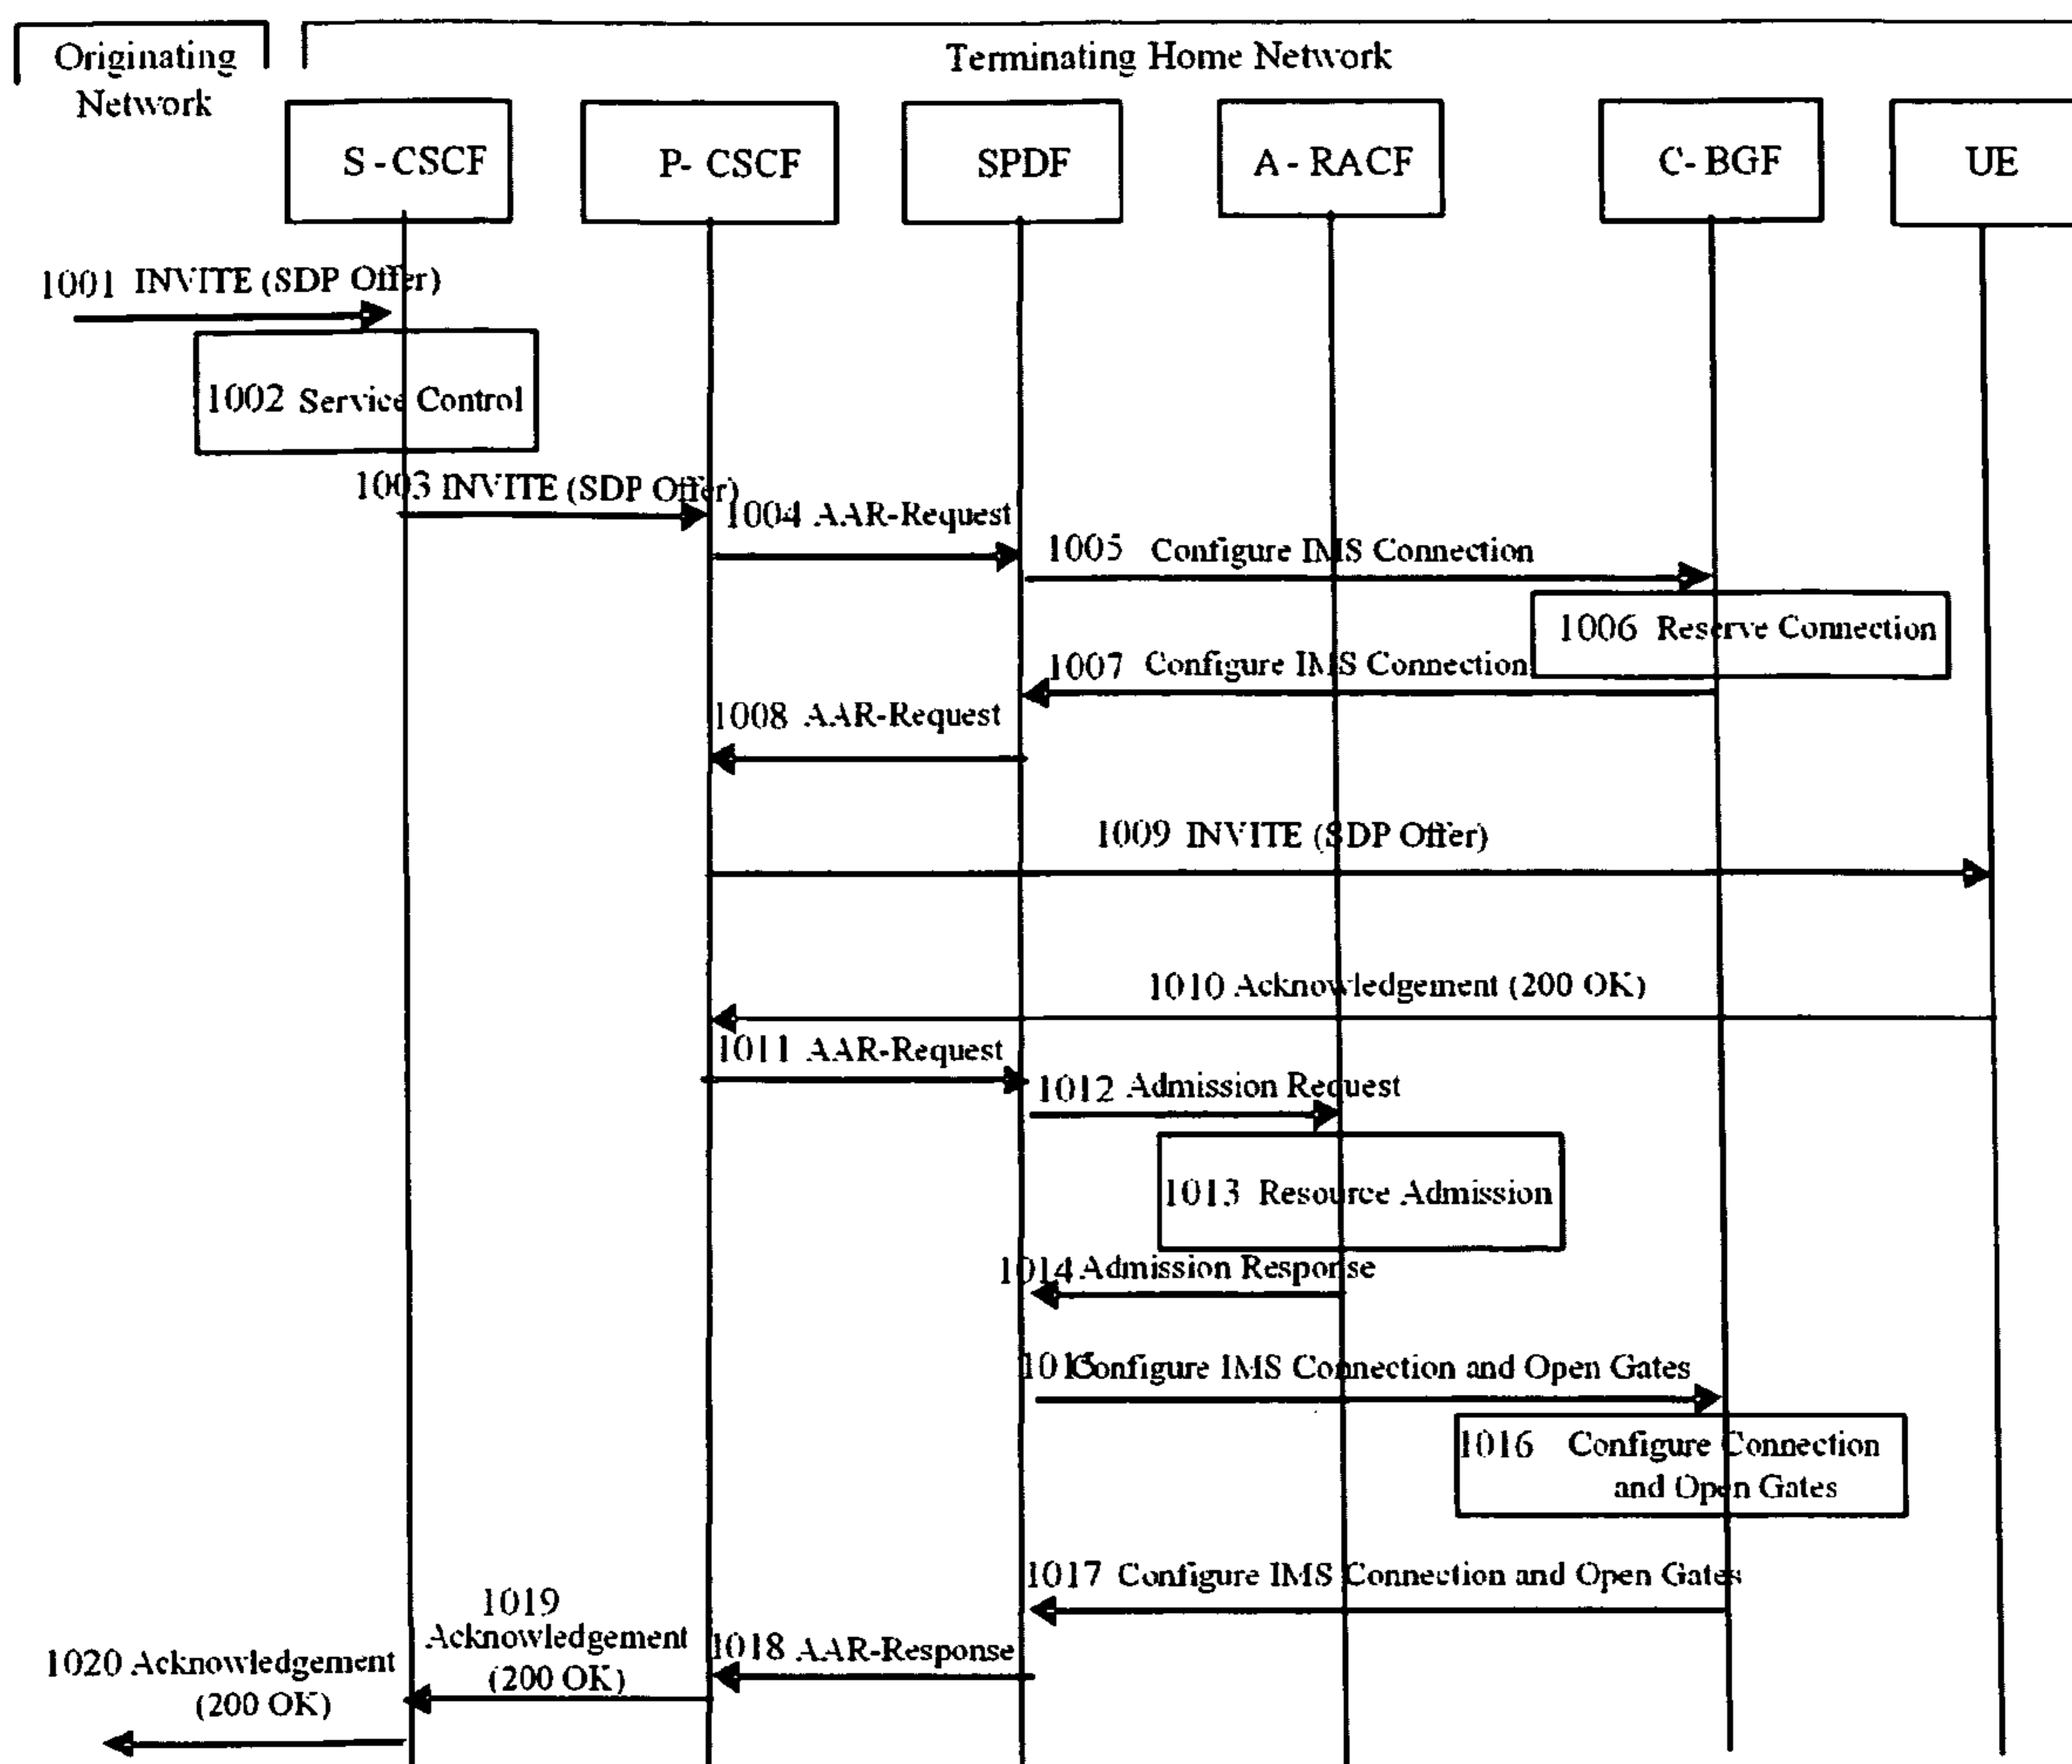 Originating
Network
Terminating Home Network
S-CSCF
P- CSCF
SPDF
A- RACF
C- BGF
UE
1001 INVITE (SDP Offer)
1002 Service Control
1003 INVITE (SDP Offer)
1004 AAR-Request
1005 Configure IMS Connection
1006 Reserve Connection
1007 Configure IMS Connection
1008 AAR-Request
1009 INVITE (SDP Offer)
1010 Acknowledgement (200 OK)
1011 AAR-Request
1012 Admission Request
1013 Resource Admission
1014 Admission Response
1015 Configure IMS Connection and Open Gates
1016 Configure Connection
and Open Gates
1017 Configure IMS Connection and Open Gates
1018 AAR-Response
1019
Acknowledgement
(200 OK)
1020 Acknowledgement
(200 OK)